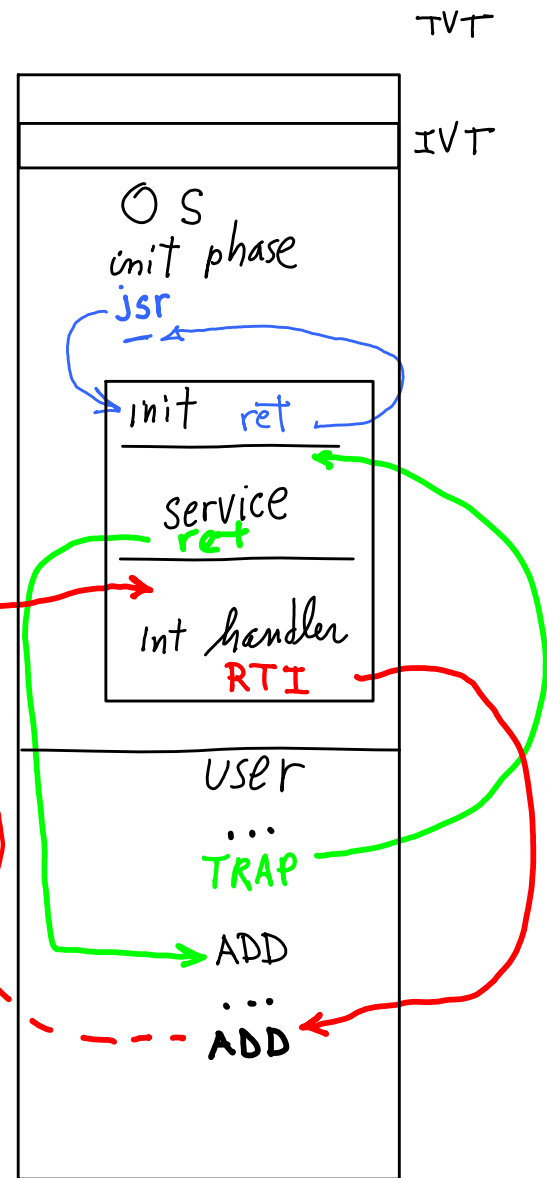 TVT
IVT
OS
init phase
jsr
init ret
service
ret
Int handler
RTI
user
...
TRAP
ADD
...
ADD